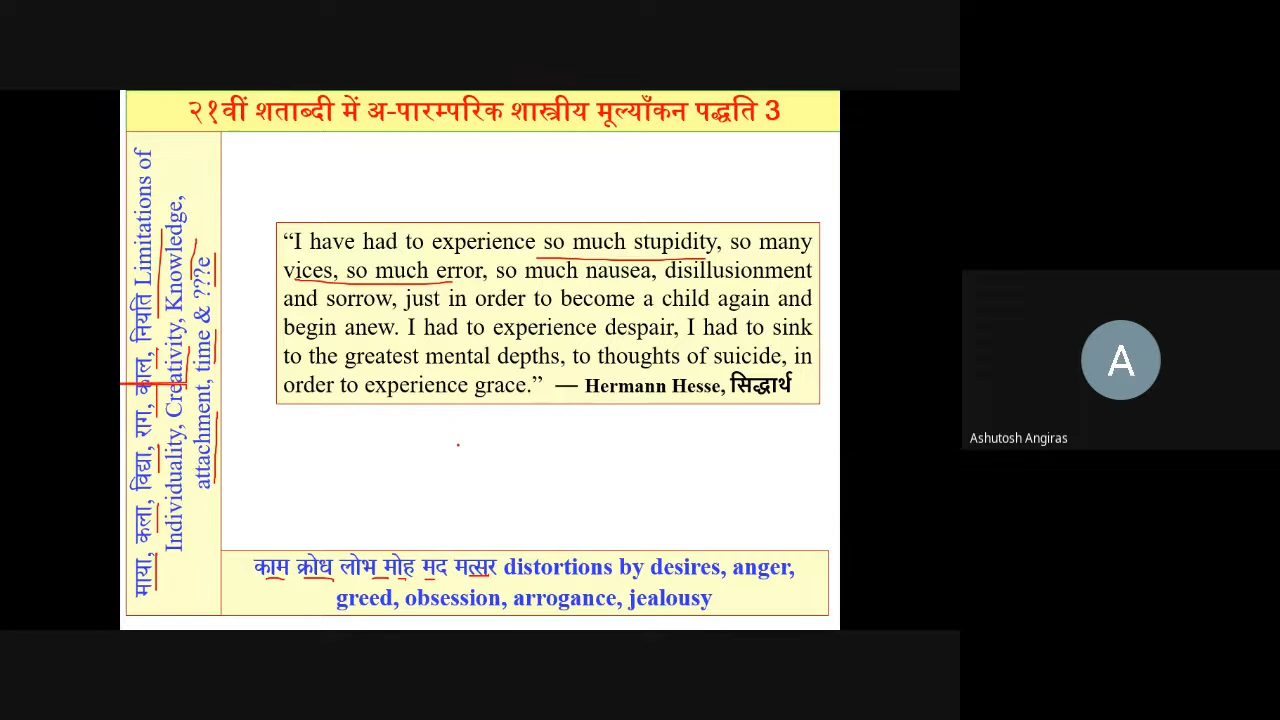 २१वीं शताब्दी में अ-पारम्परिक शास्त्रीय मूल्याँकन पद्धति 3
माया, कला, विद्या, राग, काल, नियति Limitations of
Individuality, Creativity, Knowledge,
attachment, time & ???e
“I have had to experience so much stupidity, so many
vices, so much error, so much nausea, disillusionment
and sorrow, just in order to become a child again and
begin anew. I had to experience despair, I had to sink
to the greatest mental depths, to thoughts of suicide, in
order to experience grace.” — Hermann Hesse, सिद्धार्थ
काम क्रोध लोभ मोह मद मत्सर distortions by desires, anger,
greed, obsession, arrogance, jealousy
A
Ashutosh Angiras